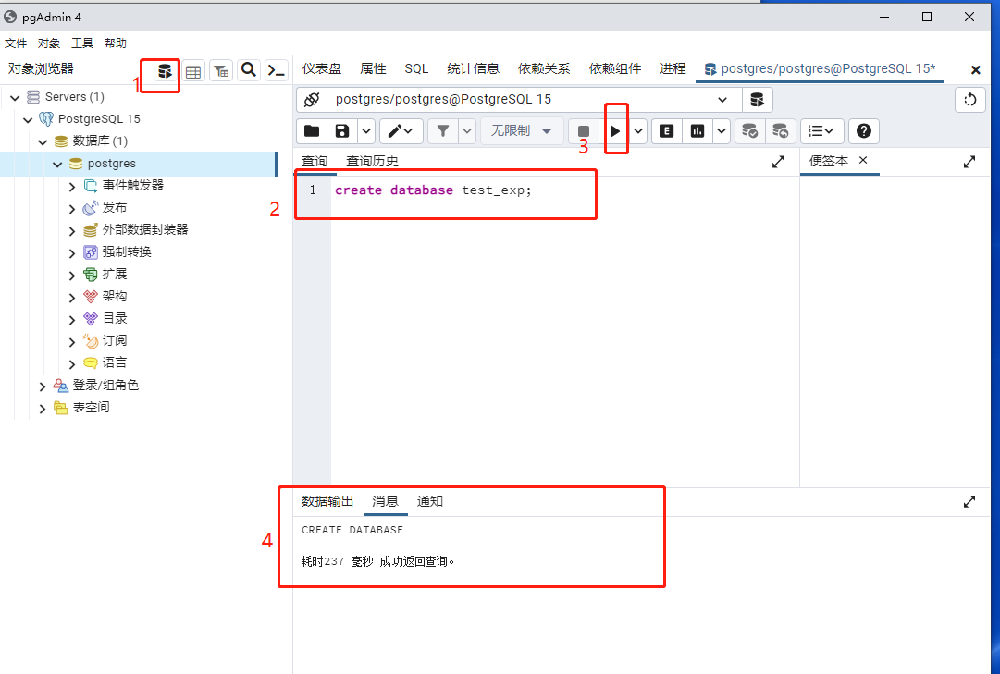 pgAdmin 4
文件 对象 工具 帮助
对象浏览器
1
仪表盘 属性 SQL 统计信息 依赖关系 依赖组件 进程 postgres/postgres@PostgreSQL 15*
Servers (1)
PostgreSQL 15
数据库 (1)
postgres
事件触发器
发布
外部数据封装器
强制转换
扩展
架构
目录
订阅
语言
登录/组角色
表空间
postgres/postgres@PostgreSQL 15
无限制
E
3
查询 查询历史
便签本
2
1 create database test_exp;
4
数据输出 消息 通知
CREATE DATABASE
耗时237 毫秒 成功返回查询。